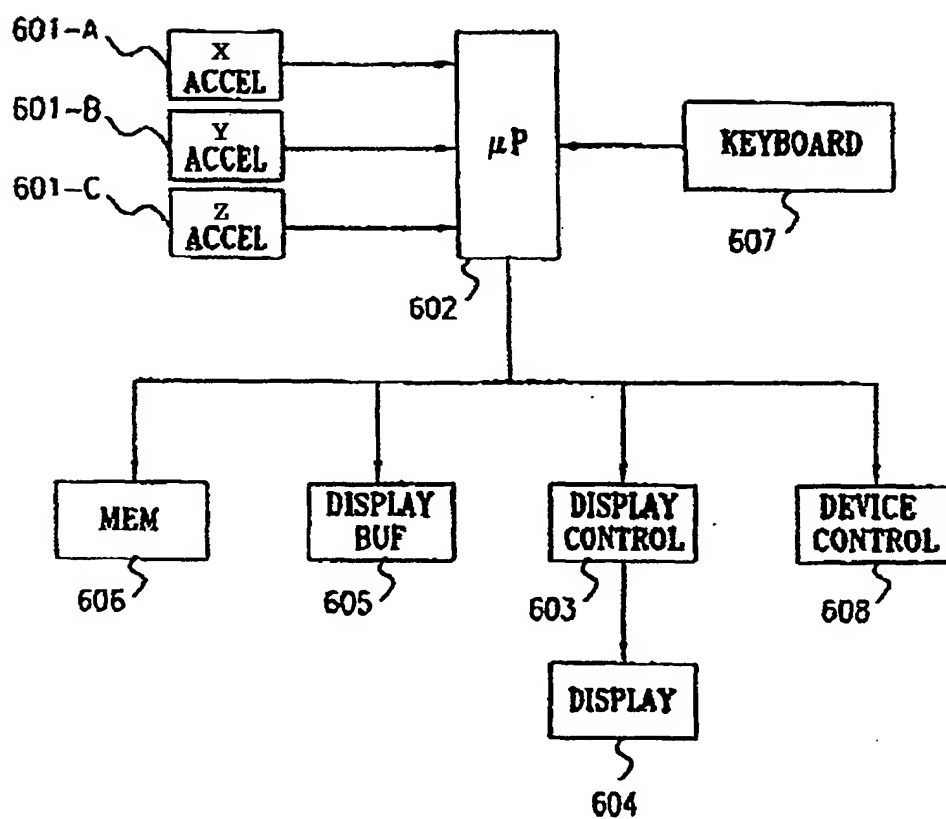 601-A
X
ACCEL
601-B
Y
ACCEL
601-C
Z
ACCEL
μP
602
KEYBOARD
607
MEM
606
DISPLAY
BUF
605
DISPLAY
CONTROL
603
DEVICE
CONTROL
608
DISPLAY
604